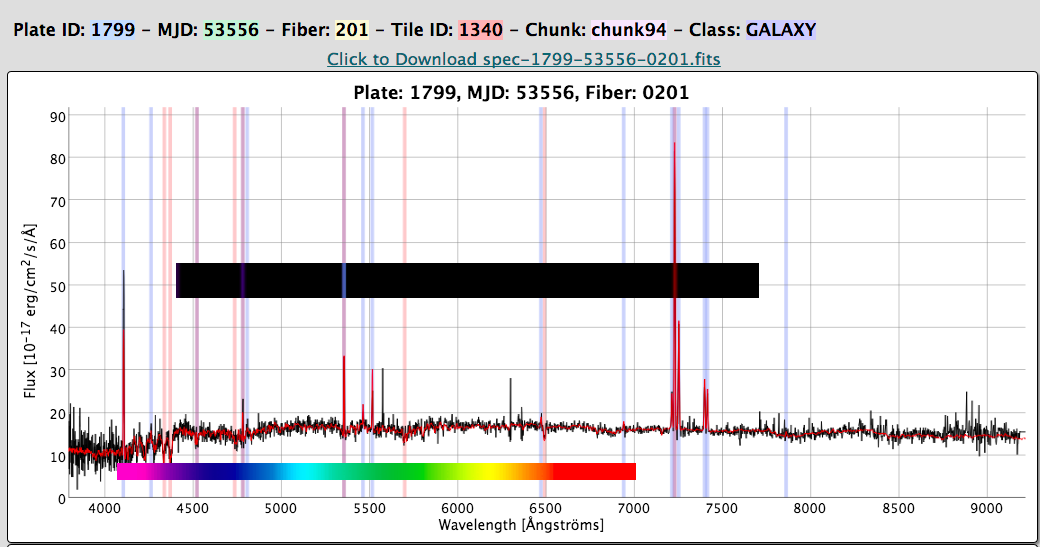 Plate ID: 1799 – MJD: 53556 – Fiber: 201 – Tile ID: 1340 – Chunk: chunk94 – Class: GALAXY
Click to Download spec-1799-53556-0201.fits
Plate: 1799, MJD: 53556, Fiber: 0201
90
80
70
60
50
40
30
20
10
0
Flux [10⁻¹⁷ erg/cm²/s/Å]
4000 4500 5000 5500 6000 6500 7000 7500 8000 8500 9000
Wavelength [Ångströms]